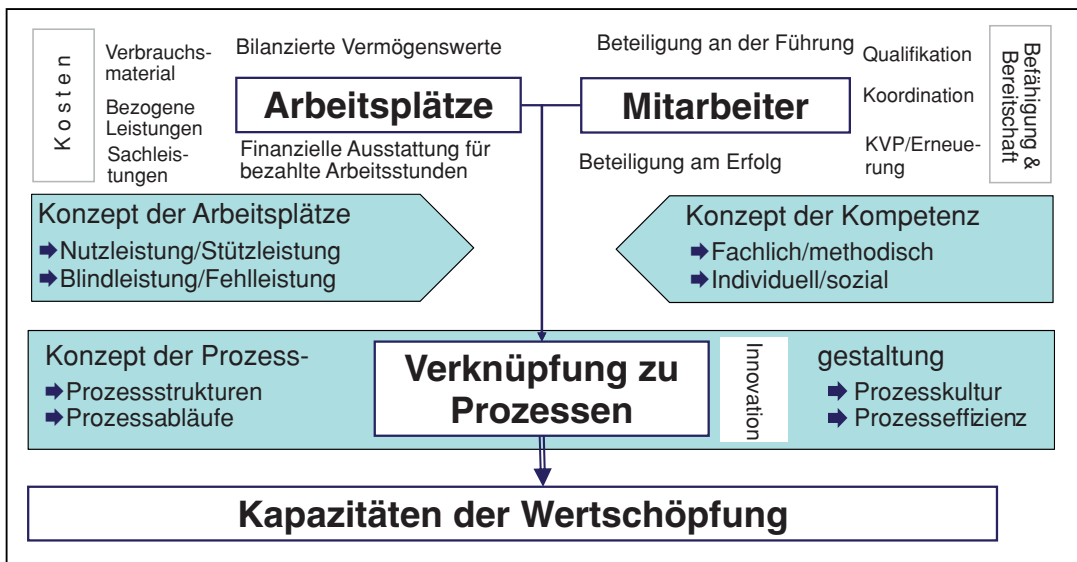 Kosten
Verbrauchs-
material
Bezogene
Leistungen
Sachleis-
tungen
Bilanzierte Vermögenswerte
Arbeitsplätze
Finanzielle Ausstattung für
bezahlte Arbeitsstunden
Beteiligung an der Führung
Mitarbeiter
Beteiligung am Erfolg
Qualifikation
Koordination
KVP/Erneue-
rung
Befähigung &
Bereitschaft
Konzept der Arbeitsplätze
Nutzleistung/Stützleistung
Blindleistung/Fehlleistung
Konzept der Kompetenz
Fachlich/methodisch
Individuell/sozial
Konzept der Prozess-
Prozessstrukturen
Prozessabläufe
Verknüpfung zu
Prozessen
Innovation
gestaltung
Prozesskultur
Prozesseffizienz
Kapazitäten der Wertschöpfung